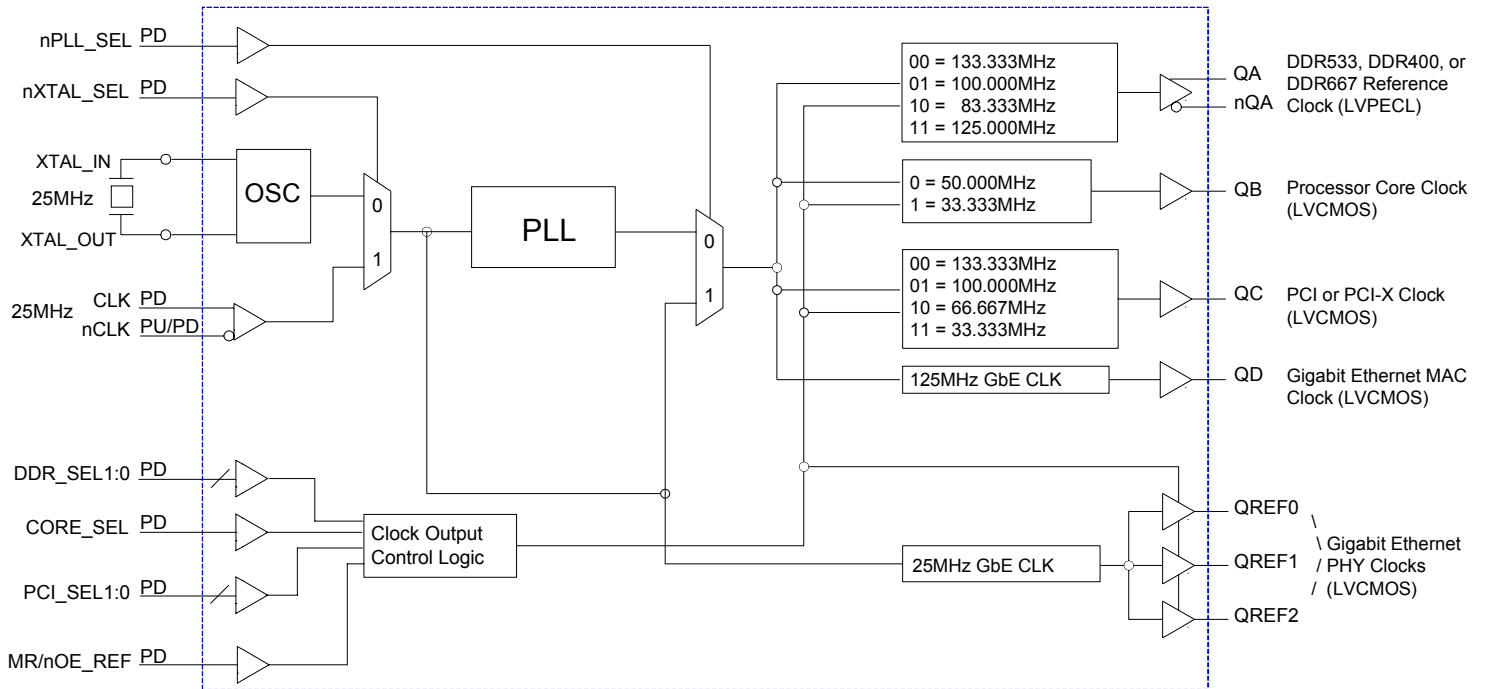 nPLL_SEL PD
nXTAL_SEL PD
XTAL_IN
25MHz
XTAL_OUT
OSC
0
1
25MHz
CLK PD
nCLK PU/PD
PLL
0
1
00 = 133.333MHz
01 = 100.000MHz
10 = 83.333MHz
11 = 125.000MHz
QA
nQA
DDR533, DDR400, or
DDR667 Reference
Clock (LVPECL)
0 = 50.000MHz
1 = 33.333MHz
QB
Processor Core Clock
(LVCMOS)
00 = 133.333MHz
01 = 100.000MHz
10 = 66.667MHz
11 = 33.333MHz
QC
PCI or PCI-X Clock
(LVCMOS)
125MHz GbE CLK
QD
Gigabit Ethernet MAC
Clock (LVCMOS)
DDR_SEL1:0 PD
CORE_SEL PD
PCI_SEL1:0 PD
MR/nOE_REF PD
Clock Output
Control Logic
25MHz GbE CLK
QREF0
QREF1
QREF2
\
\ Gigabit Ethernet
/ PHY Clocks
/ (LVCMOS)